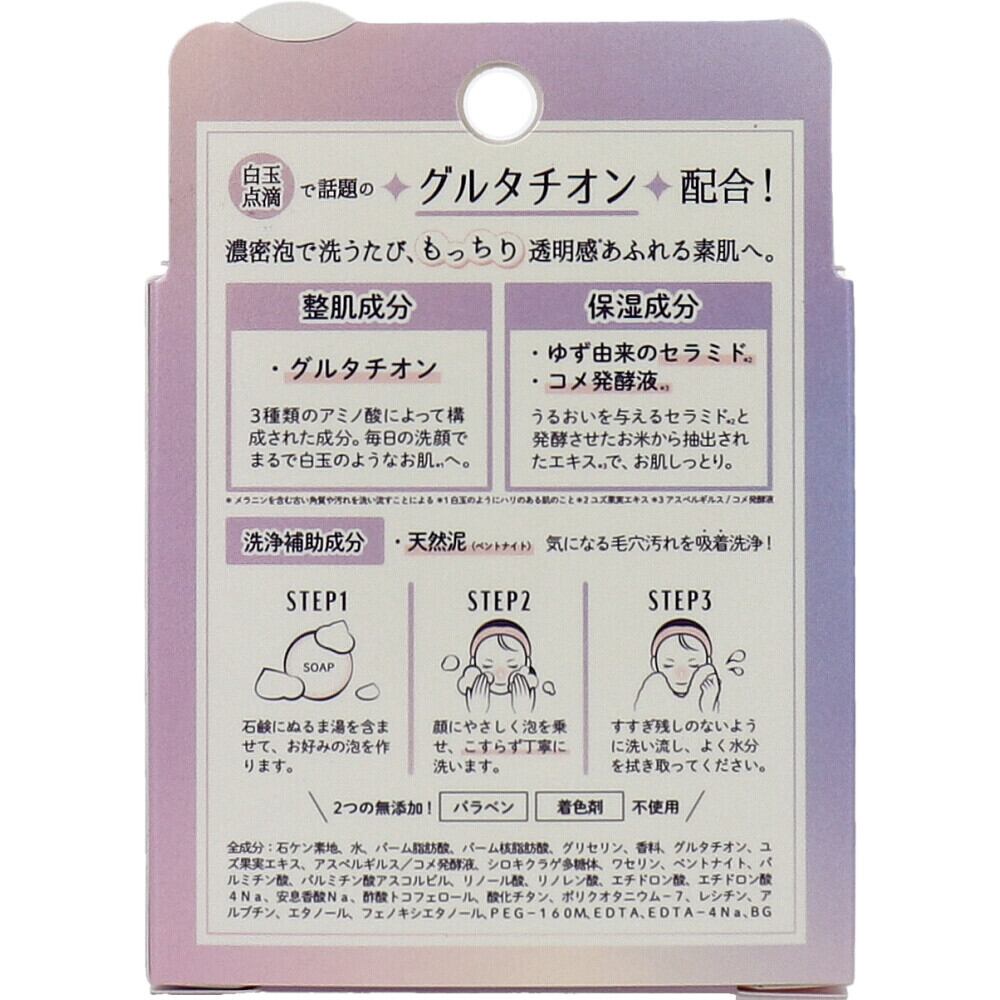 白玉点滴で話題の グルタチオン 配合！
濃密泡で洗うたび、もっちり透明感*あふれる素肌へ。
整肌成分
・グルタチオン
3種類のアミノ酸によって構
成された成分。毎日の洗顔で
まるで白玉のようなお肌※1へ。
保湿成分
・ゆず由来のセラミド※2
・コメ発酵液※3
うるおいを与えるセラミド※2と
発酵させたお米から抽出され
たエキス※3で、お肌しっとり。
* メラニンを含む古い角質や汚れを洗い流すことによる ※1 白玉のようにハリのある肌のこと ※2 ユズ果実エキス ※3 アスペルギルス/コメ発酵液
洗浄補助成分 ・天然泥(ベントナイト) 気になる毛穴汚れを吸着洗浄！
STEP1
SOAP
石鹸にぬるま湯を含ま
せて、お好みの泡を作
ります。
STEP2
顔にやさしく泡を乗
せ、こすらず丁寧に
洗います。
STEP3
すすぎ残しのないよう
に洗い流し、よく水分
を拭き取ってください。
2つの無添加！ パラベン 着色剤 不使用
全成分：石ケン素地、水、パーム脂肪酸、パーム核脂肪酸、グリセリン、香料、グルタチオン、ユ
ズ果実エキス、アスペルギルス/コメ発酵液、シロキクラゲ多糖体、ワセリン、ベントナイト、パ
ルミチン酸、パルミチン酸アスコルビル、リノール酸、リノレン酸、エチドロン酸、エチドロン酸
4Na、安息香酸Na、酢酸トコフェロール、酸化チタン、ポリクオタニウム-7、レシチン、ア
ルブチン、エタノール、フェノキシエタノール、PEG-160M、EDTA、EDTA-4Na、BG